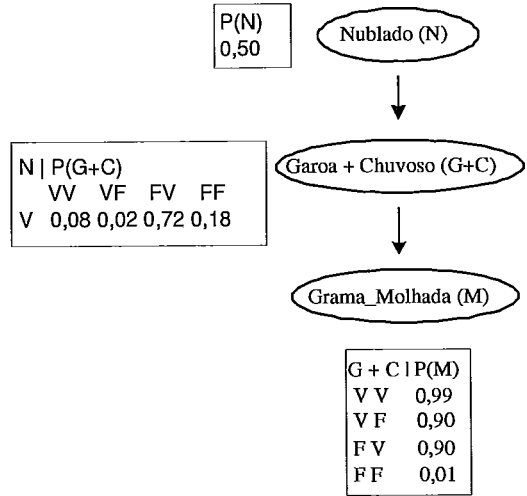 P(N)
0,50
Nublado (N)
N | P(G+C)
VV VF FV FF
V 0,08 0,02 0,72 0,18
Garoa + Chuvoso (G+C)
Grama_Molhada (M)
G + C | P(M)
V V 0,99
V F 0,90
F V 0,90
F F 0,01